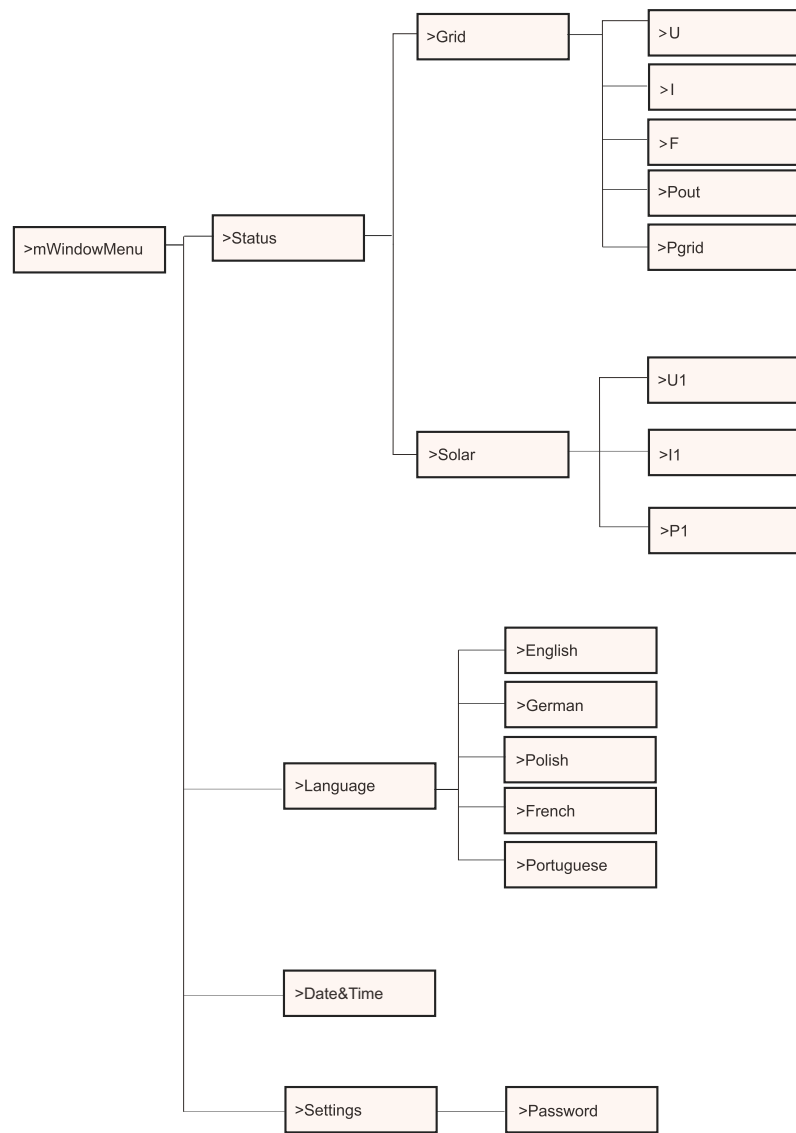 >Grid
>U
>I
>F
>Pout
>Pgrid
>mWindowMenu
>Status
>U1
>Solar
>I1
>P1
>English
>German
>Polish
>Language
>French
>Portuguese
>Date&Time
>Settings
>Password